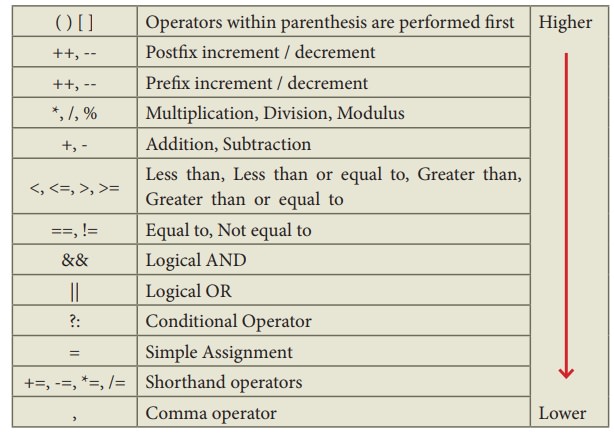 ( ) [ ] Operators within parenthesis are performed first Higher
++, -- Postfix increment / decrement
++, -- Prefix increment / decrement
*, /, % Multiplication, Division, Modulus
+, - Addition, Subtraction
<, <=, >, >= Less than, Less than or equal to, Greater than,
Greater than or equal to
==, != Equal to, Not equal to
&& Logical AND
|| Logical OR
?: Conditional Operator
= Simple Assignment
+=, -=, *=, /= Shorthand operators
, Comma operator Lower